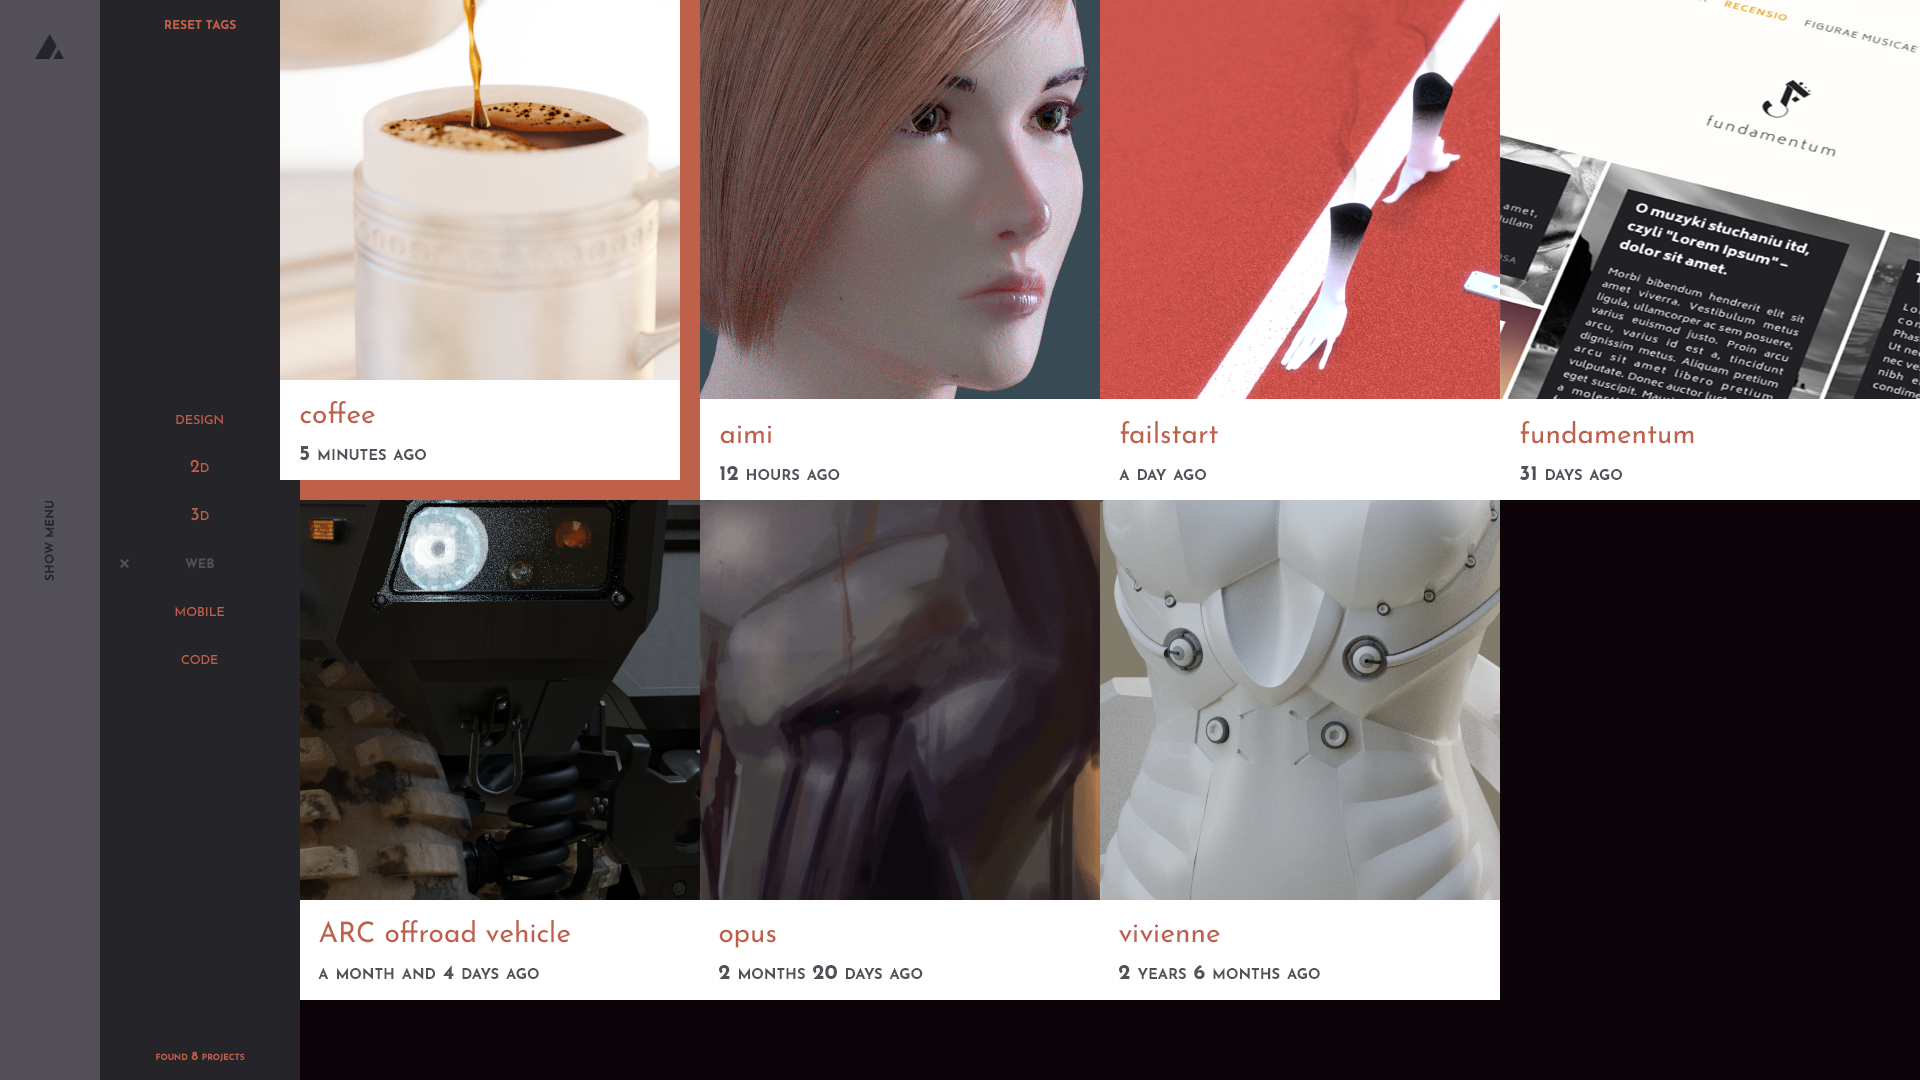 RESET TAGS
SHOW MENU
DESIGN
2D
3D
WEB
MOBILE
CODE
FOUND 8 PROJECTS
coffee
5 MINUTES AGO
aimi
12 HOURS AGO
failstart
A DAY AGO
RECENSIO
FIGURAE MUSICAE
fundamentum
amet,
O muzyki słuchaniu itd,
czyli "Lorem Ipsum" –
dolor sit amet.
Morbi bibendum hendrerit elit sit
amet viverra. Vestibulum metus
ligula, ullamcorper ac sem posuere,
varius euismod justo. Proin arcu
arcu, varius id est a, tincidunt
dignissim metus. Aliquam pretium
arcu sit amet libero pretium
vulputate. Donec auctor
eget suscipit.
fundamentum
31 DAYS AGO
ARC offroad vehicle
A MONTH AND 4 DAYS AGO
opus
2 MONTHS 20 DAYS AGO
vivienne
2 YEARS 6 MONTHS AGO